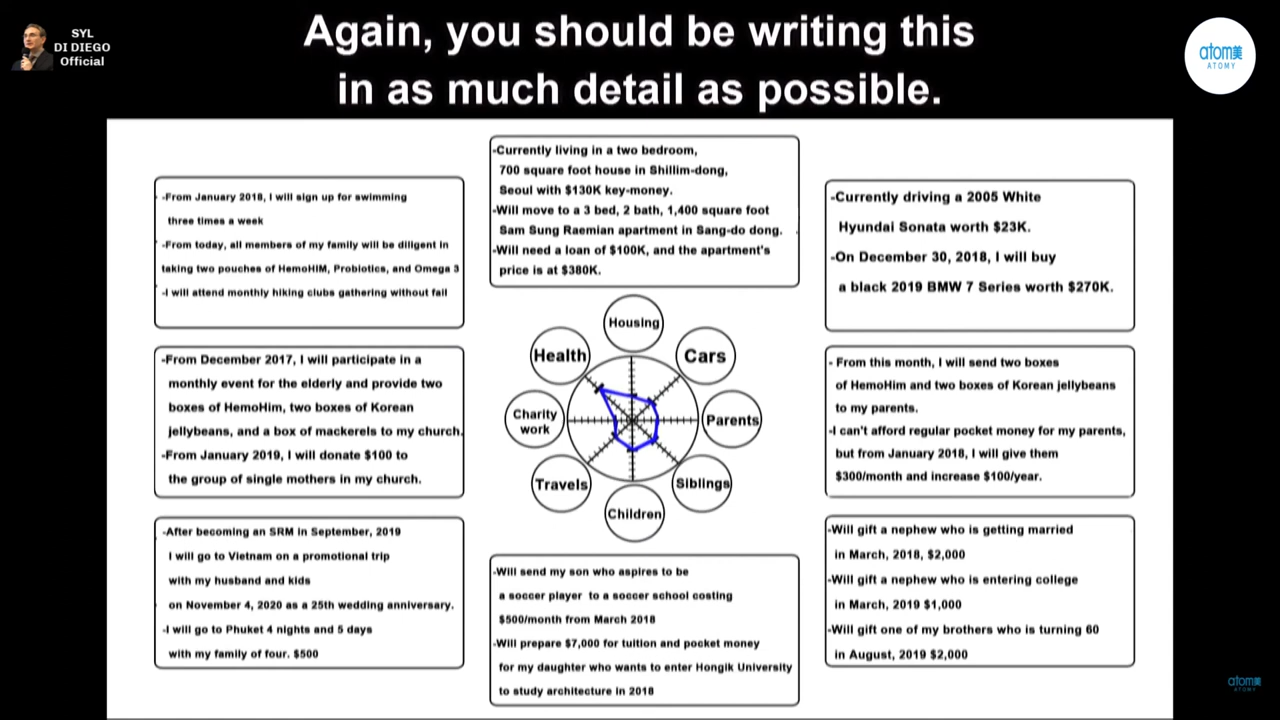 SYL
DI DIEGO
Official
Again, you should be writing this
in as much detail as possible.
atom美
ATOMY
-From January 2018, I will sign up for swimming
three times a week
-From today, all members of my family will be diligent in
taking two pouches of HemoHIM, Probiotics, and Omega 3
-I will attend monthly hiking clubs gathering without fail
-Currently living in a two bedroom,
700 square foot house in Shillim-dong,
Seoul with $130K key-money.
-Will move to a 3 bed, 2 bath, 1,400 square foot
Sam Sung Raemian apartment in Sang-do dong.
-Will need a loan of $100K, and the apartment's
price is at $380K.
-Currently driving a 2005 White
Hyundai Sonata worth $23K.
-On December 30, 2018, I will buy
a black 2019 BMW 7 Series worth $270K.
-From December 2017, I will participate in a
monthly event for the elderly and provide two
boxes of HemoHim, two boxes of Korean
jellybeans, and a box of mackerels to my church.
-From January 2019, I will donate $100 to
the group of single mothers in my church.
Housing
Health
Cars
Charity
work
Parents
Travels
Siblings
Children
- From this month, I will send two boxes
of HemoHim and two boxes of Korean jellybeans
to my parents.
-I can't afford regular pocket money for my parents,
but from January 2018, I will give them
$300/month and increase $100/year.
-After becoming an SRM in September, 2019
I will go to Vietnam on a promotional trip
with my husband and kids
on November 4, 2020 as a 25th wedding anniversary.
-I will go to Phuket 4 nights and 5 days
with my family of four. $500
-Will send my son who aspires to be
a soccer player to a soccer school costing
$500/month from March 2018
-Will prepare $7,000 for tuition and pocket money
for my daughter who wants to enter Hongik University
to study architecture in 2018
-Will gift a nephew who is getting married
in March, 2018, $2,000
-Will gift a nephew who is entering college
in March, 2019 $1,000
-Will gift one of my brothers who is turning 60
in August, 2019 $2,000
atom美
ATOMY